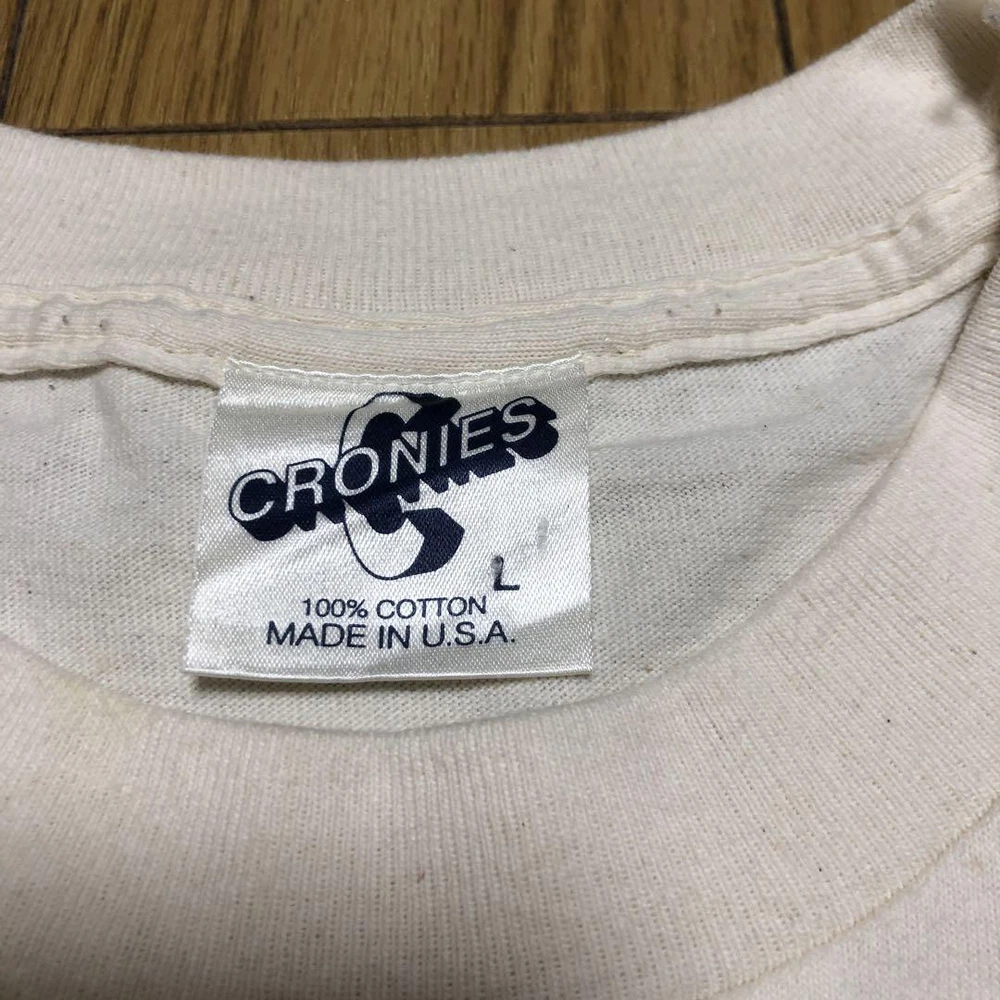 CRONIES
L
100% COTTON
MADE IN U.S.A.